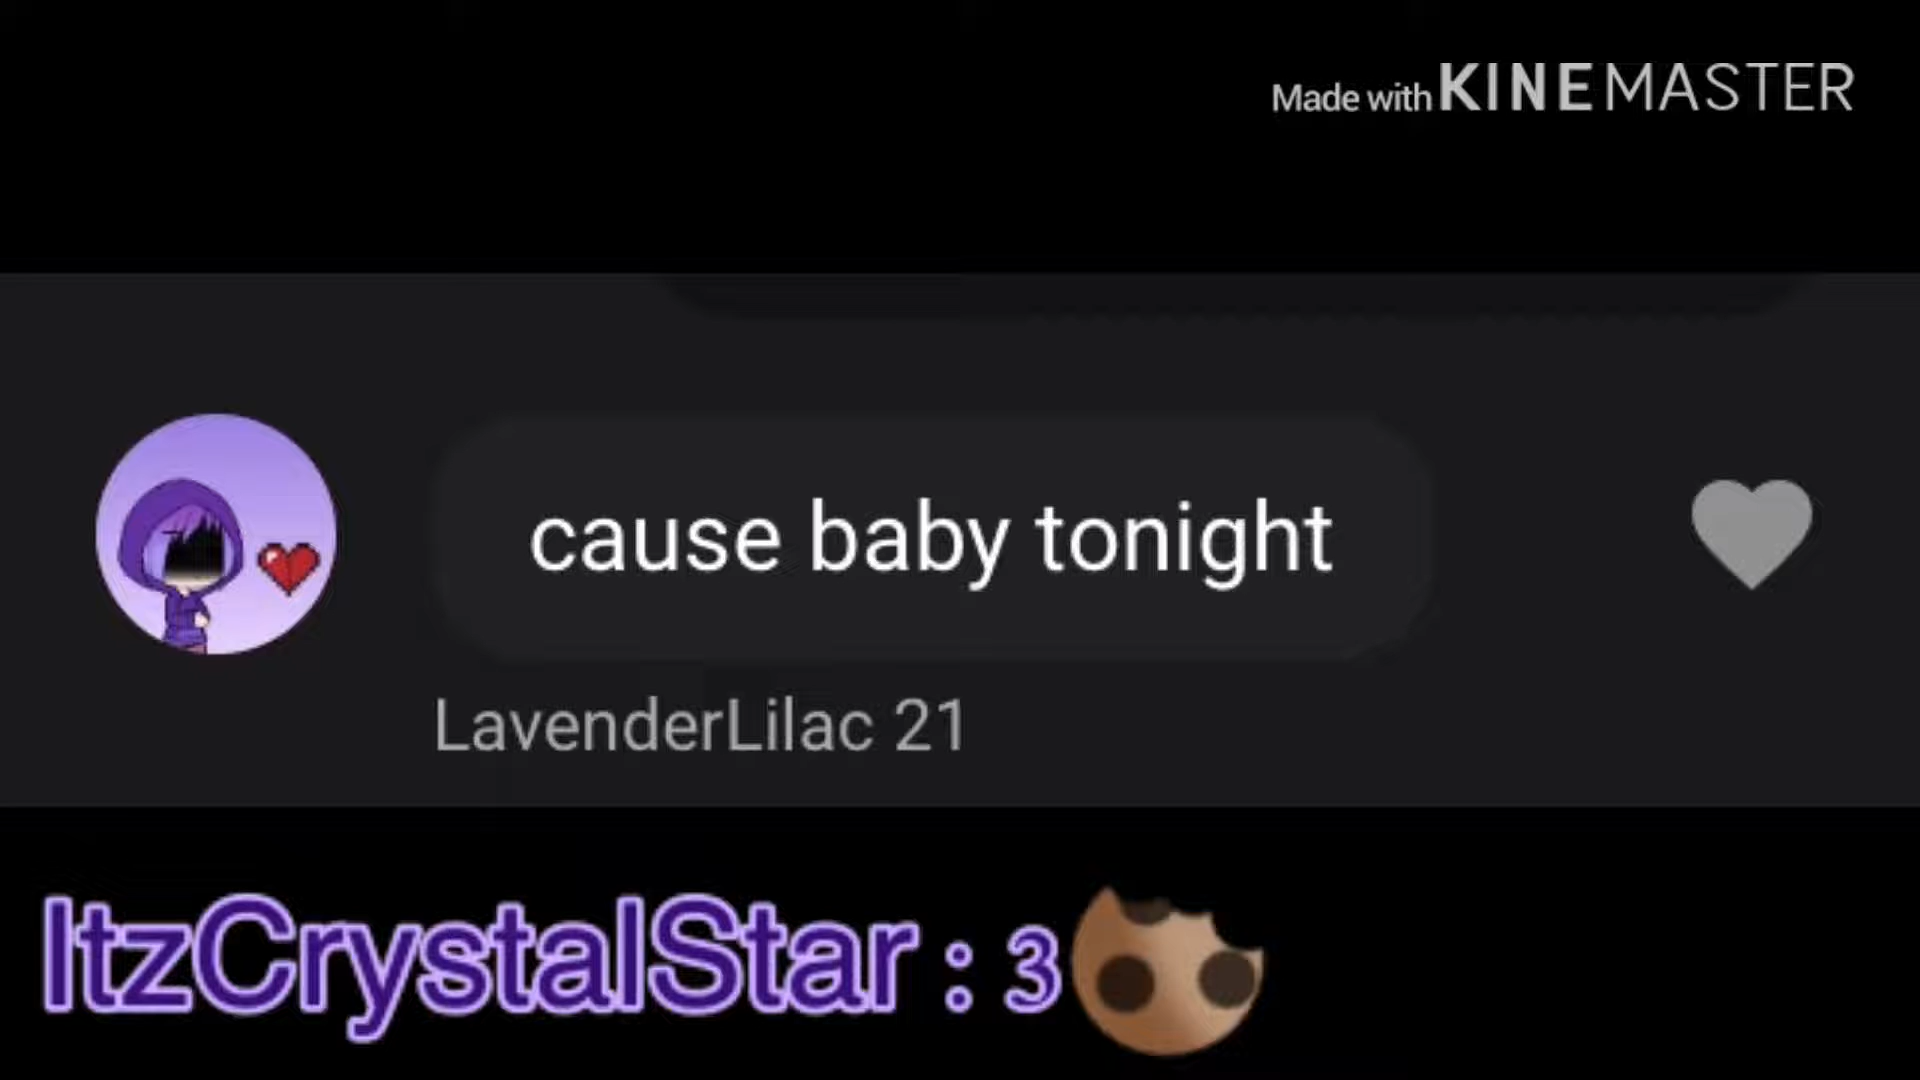 Made with KINEMASTER
cause baby tonight
LavenderLilac 21
ItzCrystalStar : 3